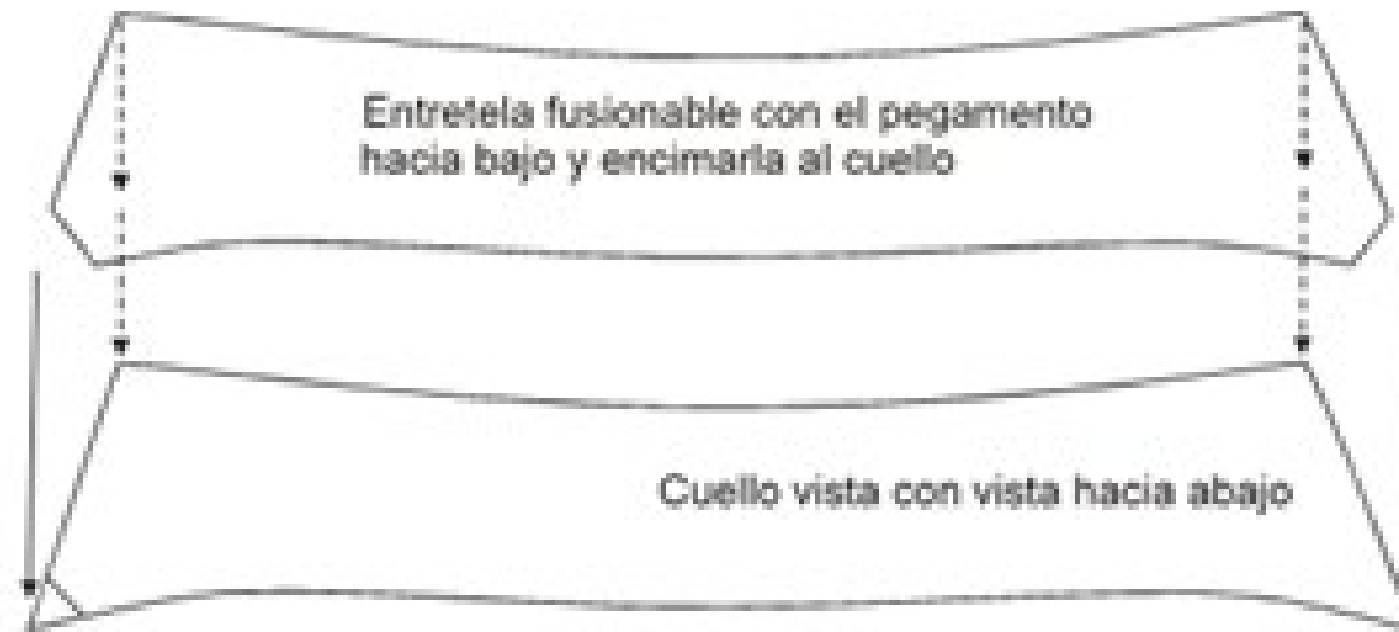 Entretela fusionable con el pegamento
hacia bajo y encimarla al cuello
Cuello vista con vista hacia abajo